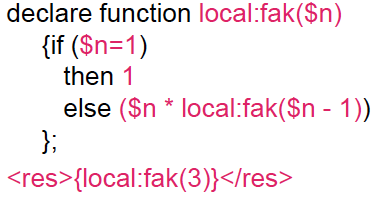 declare function local:fak($n)
{if ($n=1)
then 1
else ($n * local:fak($n - 1))
};
<res>{local:fak(3)}</res>